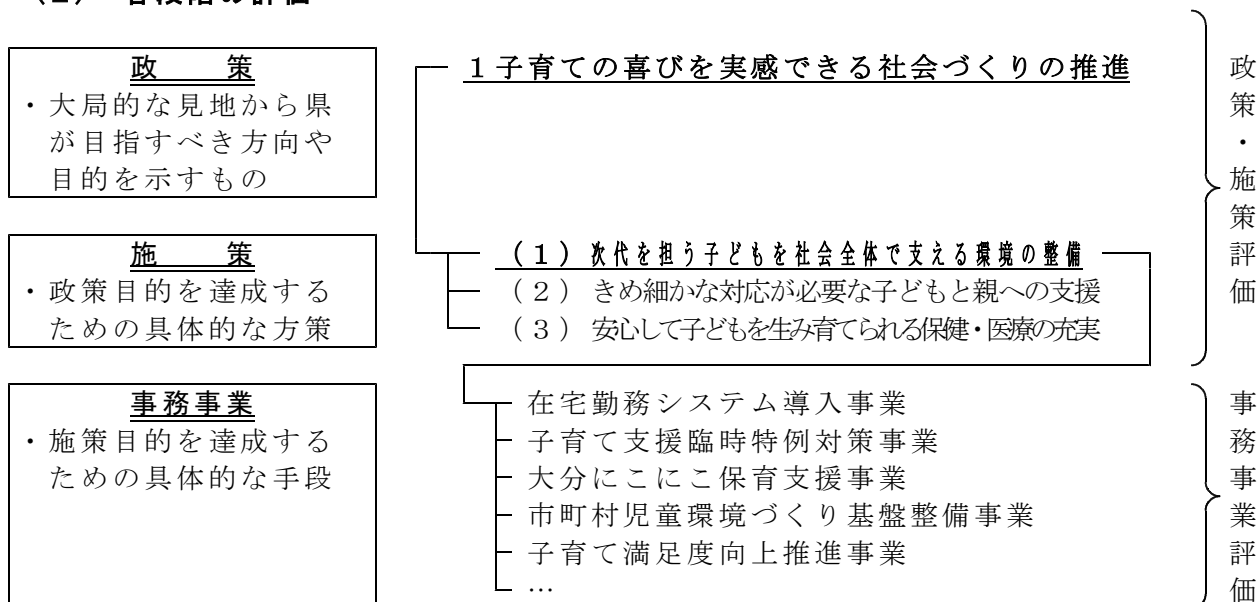 政　　策
・大局的な見地から県
が目指すべき方向や
目的を示すもの
１子育ての喜びを実感できる社会づくりの推進
政策・施策評価
施　　策
・政策目的を達成する
ための具体的な方策
（１）次代を担う子どもを社会全体で支える環境の整備
（２）きめ細かな対応が必要な子どもと親への支援
（３）安心して子どもを生み育てられる保健・医療の充実
事務事業
・施策目的を達成する
ための具体的な手段
在宅勤務システム導入事業
子育て支援臨時特例対策事業
大分にこにこ保育支援事業
市町村児童環境づくり基盤整備事業
子育て満足度向上推進事業
…
事務事業評価